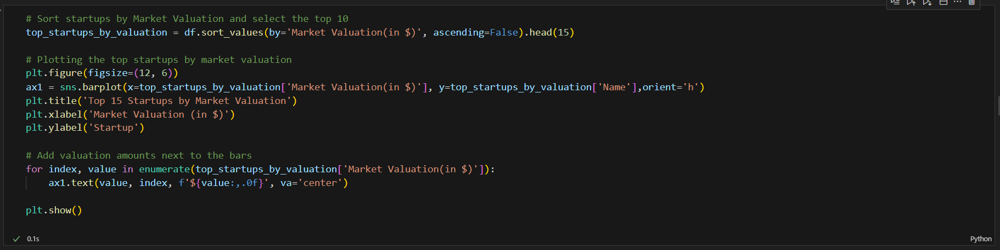 # Sort startups by Market Valuation and select the top 10
top_startups_by_valuation = df.sort_values(by='Market Valuation(in $)', ascending=False).head(15)
# Plotting the top startups by market valuation
plt.figure(figsize=(12, 6))
ax1 = sns.barplot(x=top_startups_by_valuation['Market Valuation(in $)'], y=top_startups_by_valuation['Name'],orient='h')
plt.title('Top 15 Startups by Market Valuation')
plt.xlabel('Market Valuation (in $)')
plt.ylabel('Startup')
# Add valuation amounts next to the bars
for index, value in enumerate(top_startups_by_valuation['Market Valuation(in $)']):
    ax1.text(value, index, f'${value:,.0f}', va='center')
plt.show()
0.1s
Python